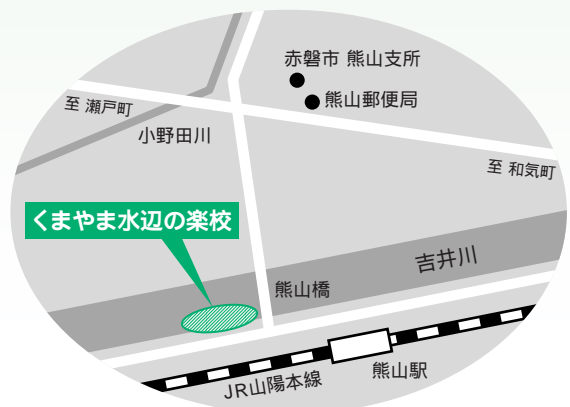 赤磐市 熊山支所
熊山郵便局
至 瀬戸町
小野田川
至 和気町
くまやま水辺の楽校
吉井川
熊山橋
JR山陽本線
熊山駅